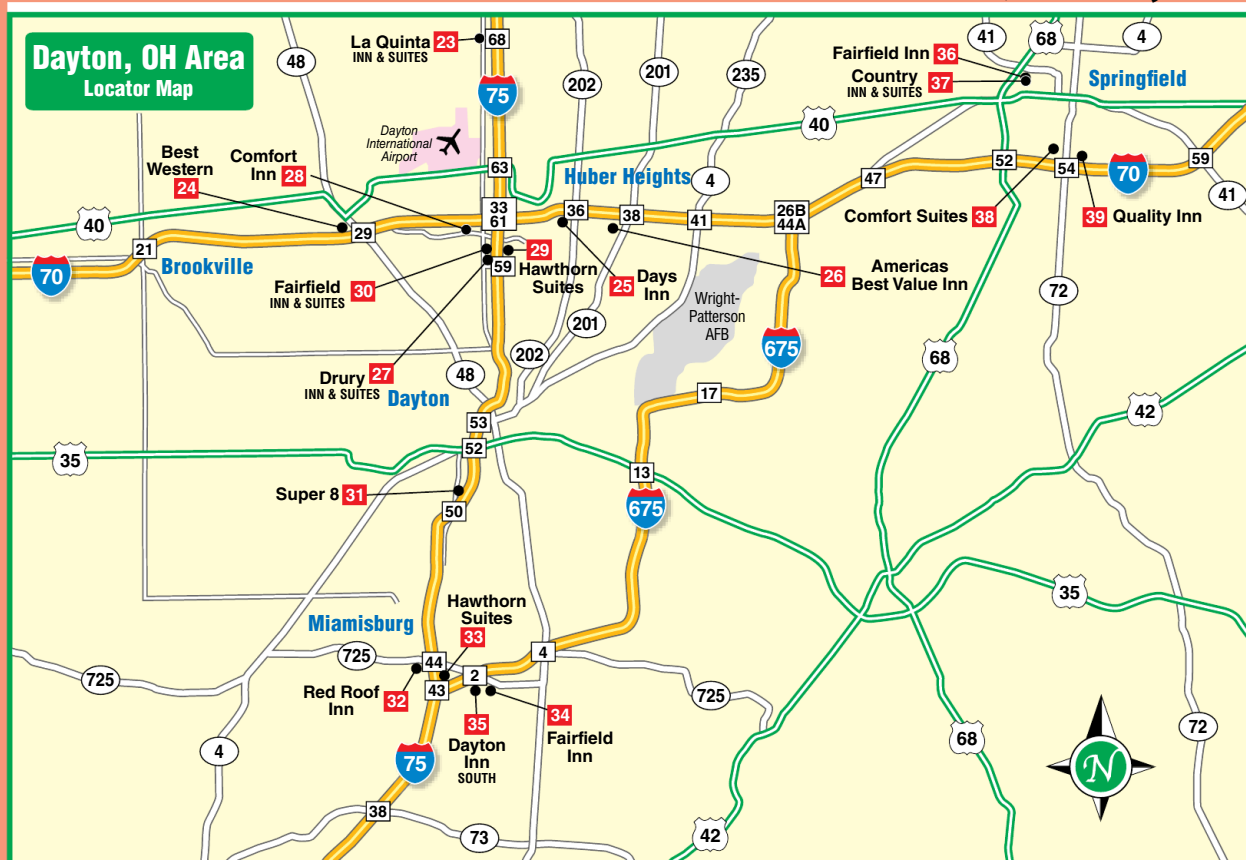 Dayton, OH Area
Locator Map
La Quinta 23
INN & SUITES
68
75
48
202
201
235
41
68
4
Fairfield Inn 36
Country 37
INN & SUITES
Springfield
40
Dayton
International
Airport
Best
Western
24
Comfort
Inn 28
63
Huber Heights
4
47
52
54
70
59
41
40
33
61
36
38
41
26B
44A
Comfort Suites 38
39 Quality Inn
21
29
70
Brookville
Fairfield 30
INN & SUITES
59
29
Hawthorn
Suites
25 Days
Inn
26 Americas
Best Value Inn
Wright-
Patterson
AFB
72
201
202
675
68
48
Drury 27
INN & SUITES
Dayton
17
42
53
52
35
13
675
Super 8 31
50
35
Hawthorn
Suites
33
Miamisburg
725
44
4
725
43
2
725
Red Roof
Inn 32
35
Dayton
Inn
SOUTH
34
Fairfield
Inn
4
75
68
72
N
38
73
42